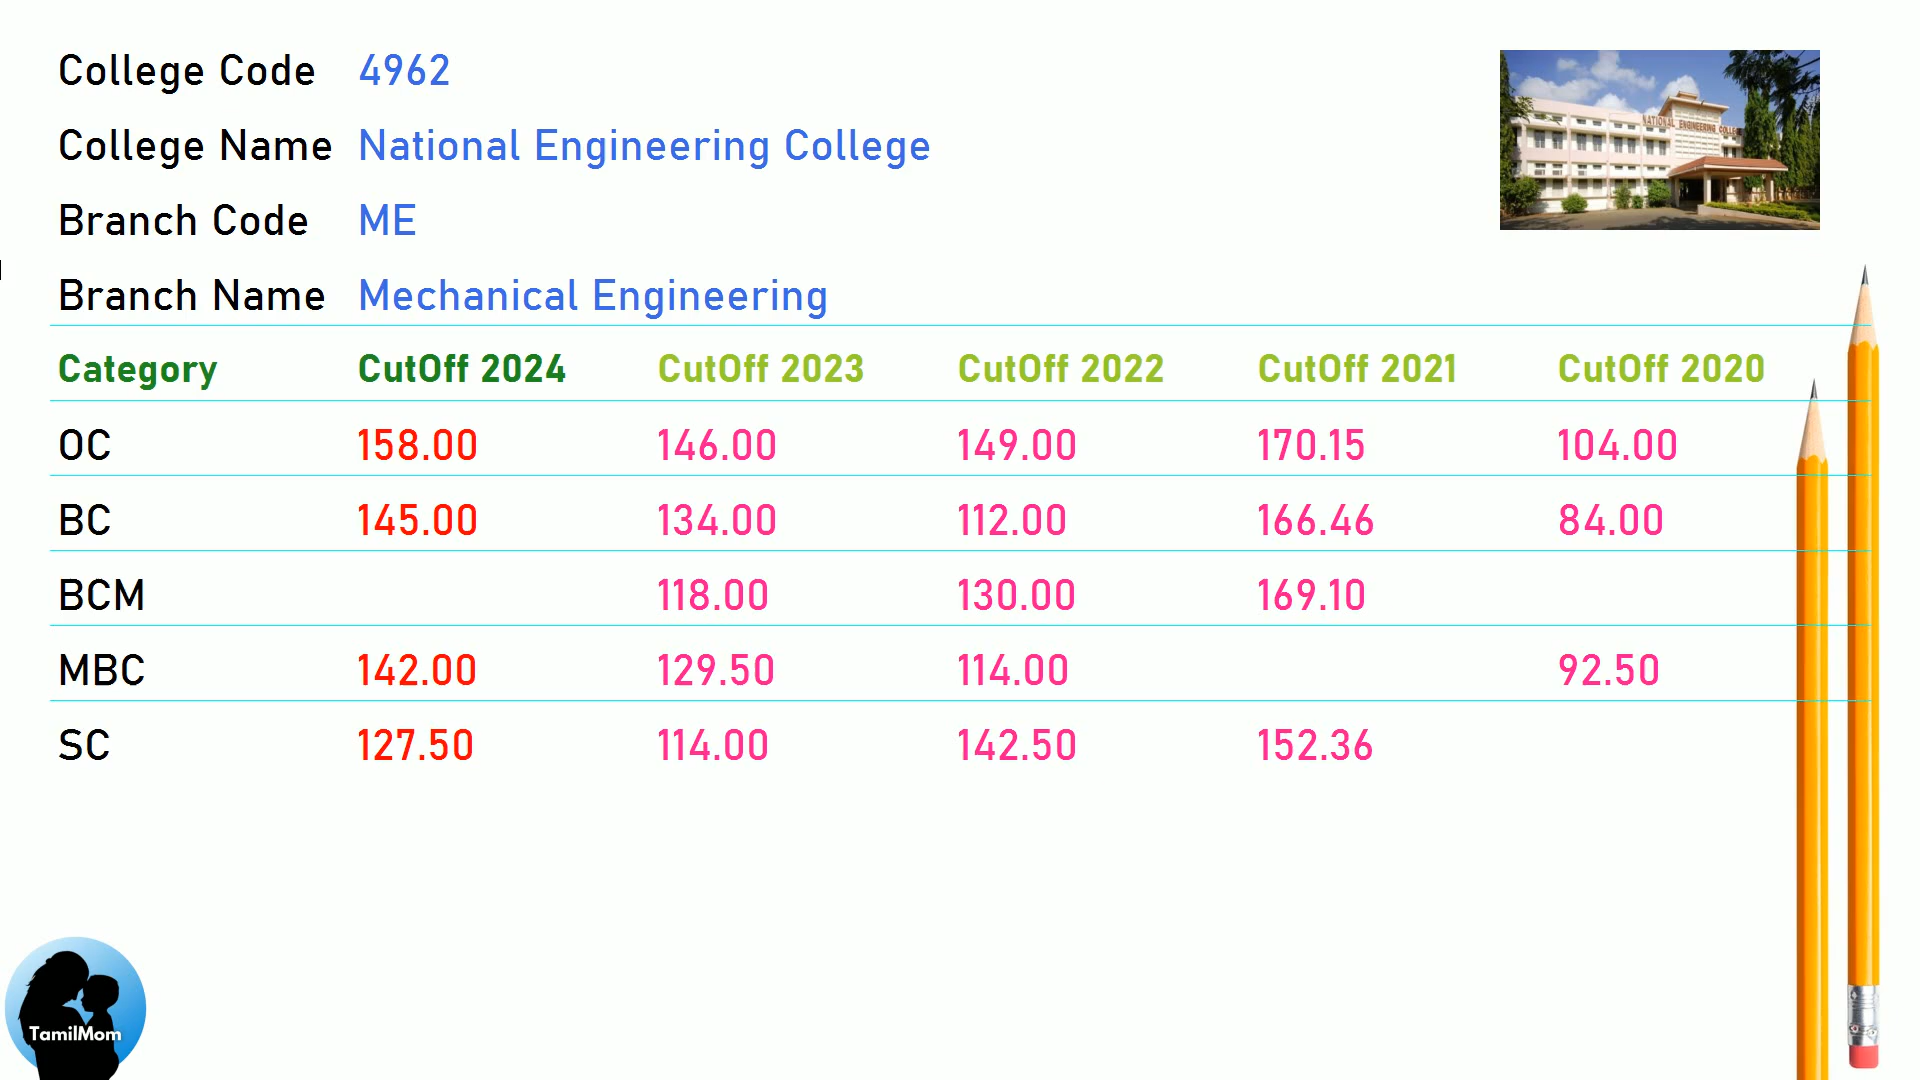 College Code 4962
College Name National Engineering College
NATIONAL ENGINEERING COLLEGE
Branch Code ME
Branch Name Mechanical Engineering
Category CutOff 2024 CutOff 2023 CutOff 2022 CutOff 2021 CutOff 2020
OC 158.00 146.00 149.00 170.15 104.00
BC 145.00 134.00 112.00 166.46 84.00
BCM 118.00 130.00 169.10
MBC 142.00 129.50 114.00 92.50
SC 127.50 114.00 142.50 152.36
TamilMom